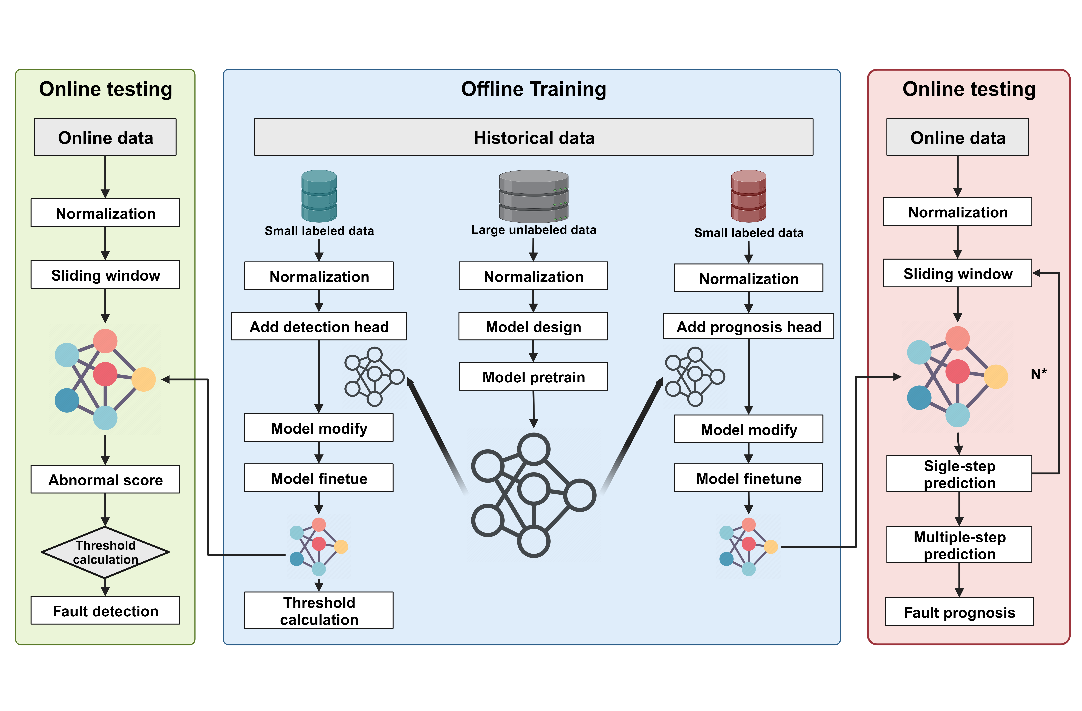 Online testing
Online data
Normalization
Sliding window
Abnormal score
Threshold
calculation
Fault detection
Offline Training
Historical data
Small labeled data
Normalization
Add detection head
Model modify
Model finetue
Threshold
calculation
Large unlabeled data
Normalization
Model design
Model pretrain
Small labeled data
Normalization
Add prognosis head
Model modify
Model finetune
Online testing
Online data
Normalization
Sliding window
N*
Sigle-step
prediction
Multiple-step
prediction
Fault prognosis